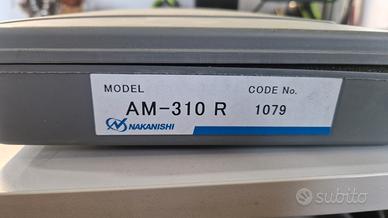 MODEL CODE No.
AM-310 R 1079
NAKANISHI
subito